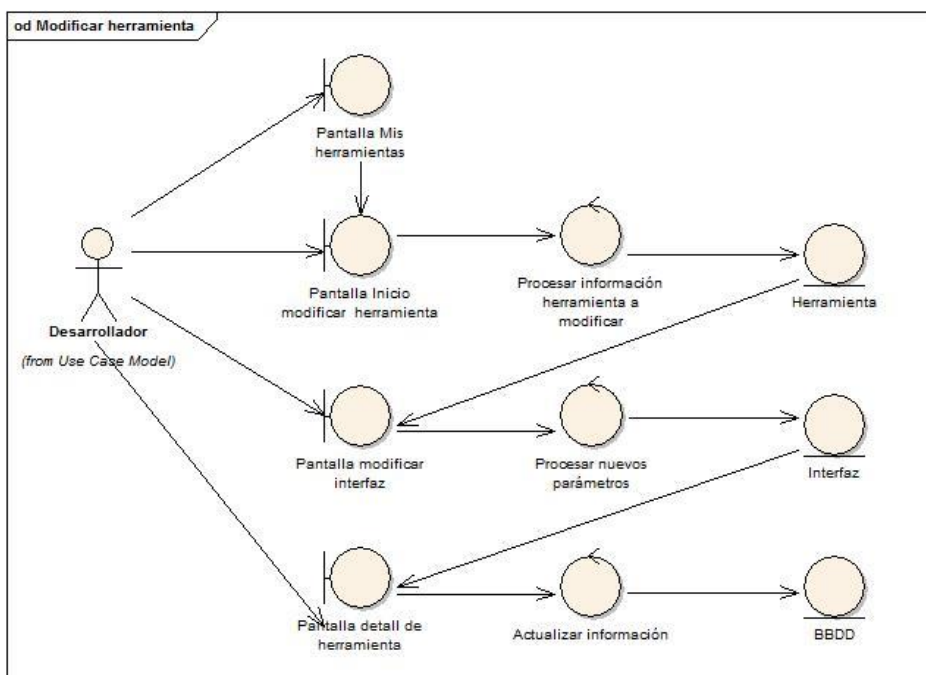 od Modificar herramienta
Pantalla Mis
herramientas
Pantalla Inicio
modificar herramienta
Procesar información
herramienta a
modificar
Herramienta
Desarrollador
(from Use Case Model)
Pantalla modificar
interfaz
Procesar nuevos
parámetros
Interfaz
Pantalla detall de
herramienta
Actualizar información
BBDD